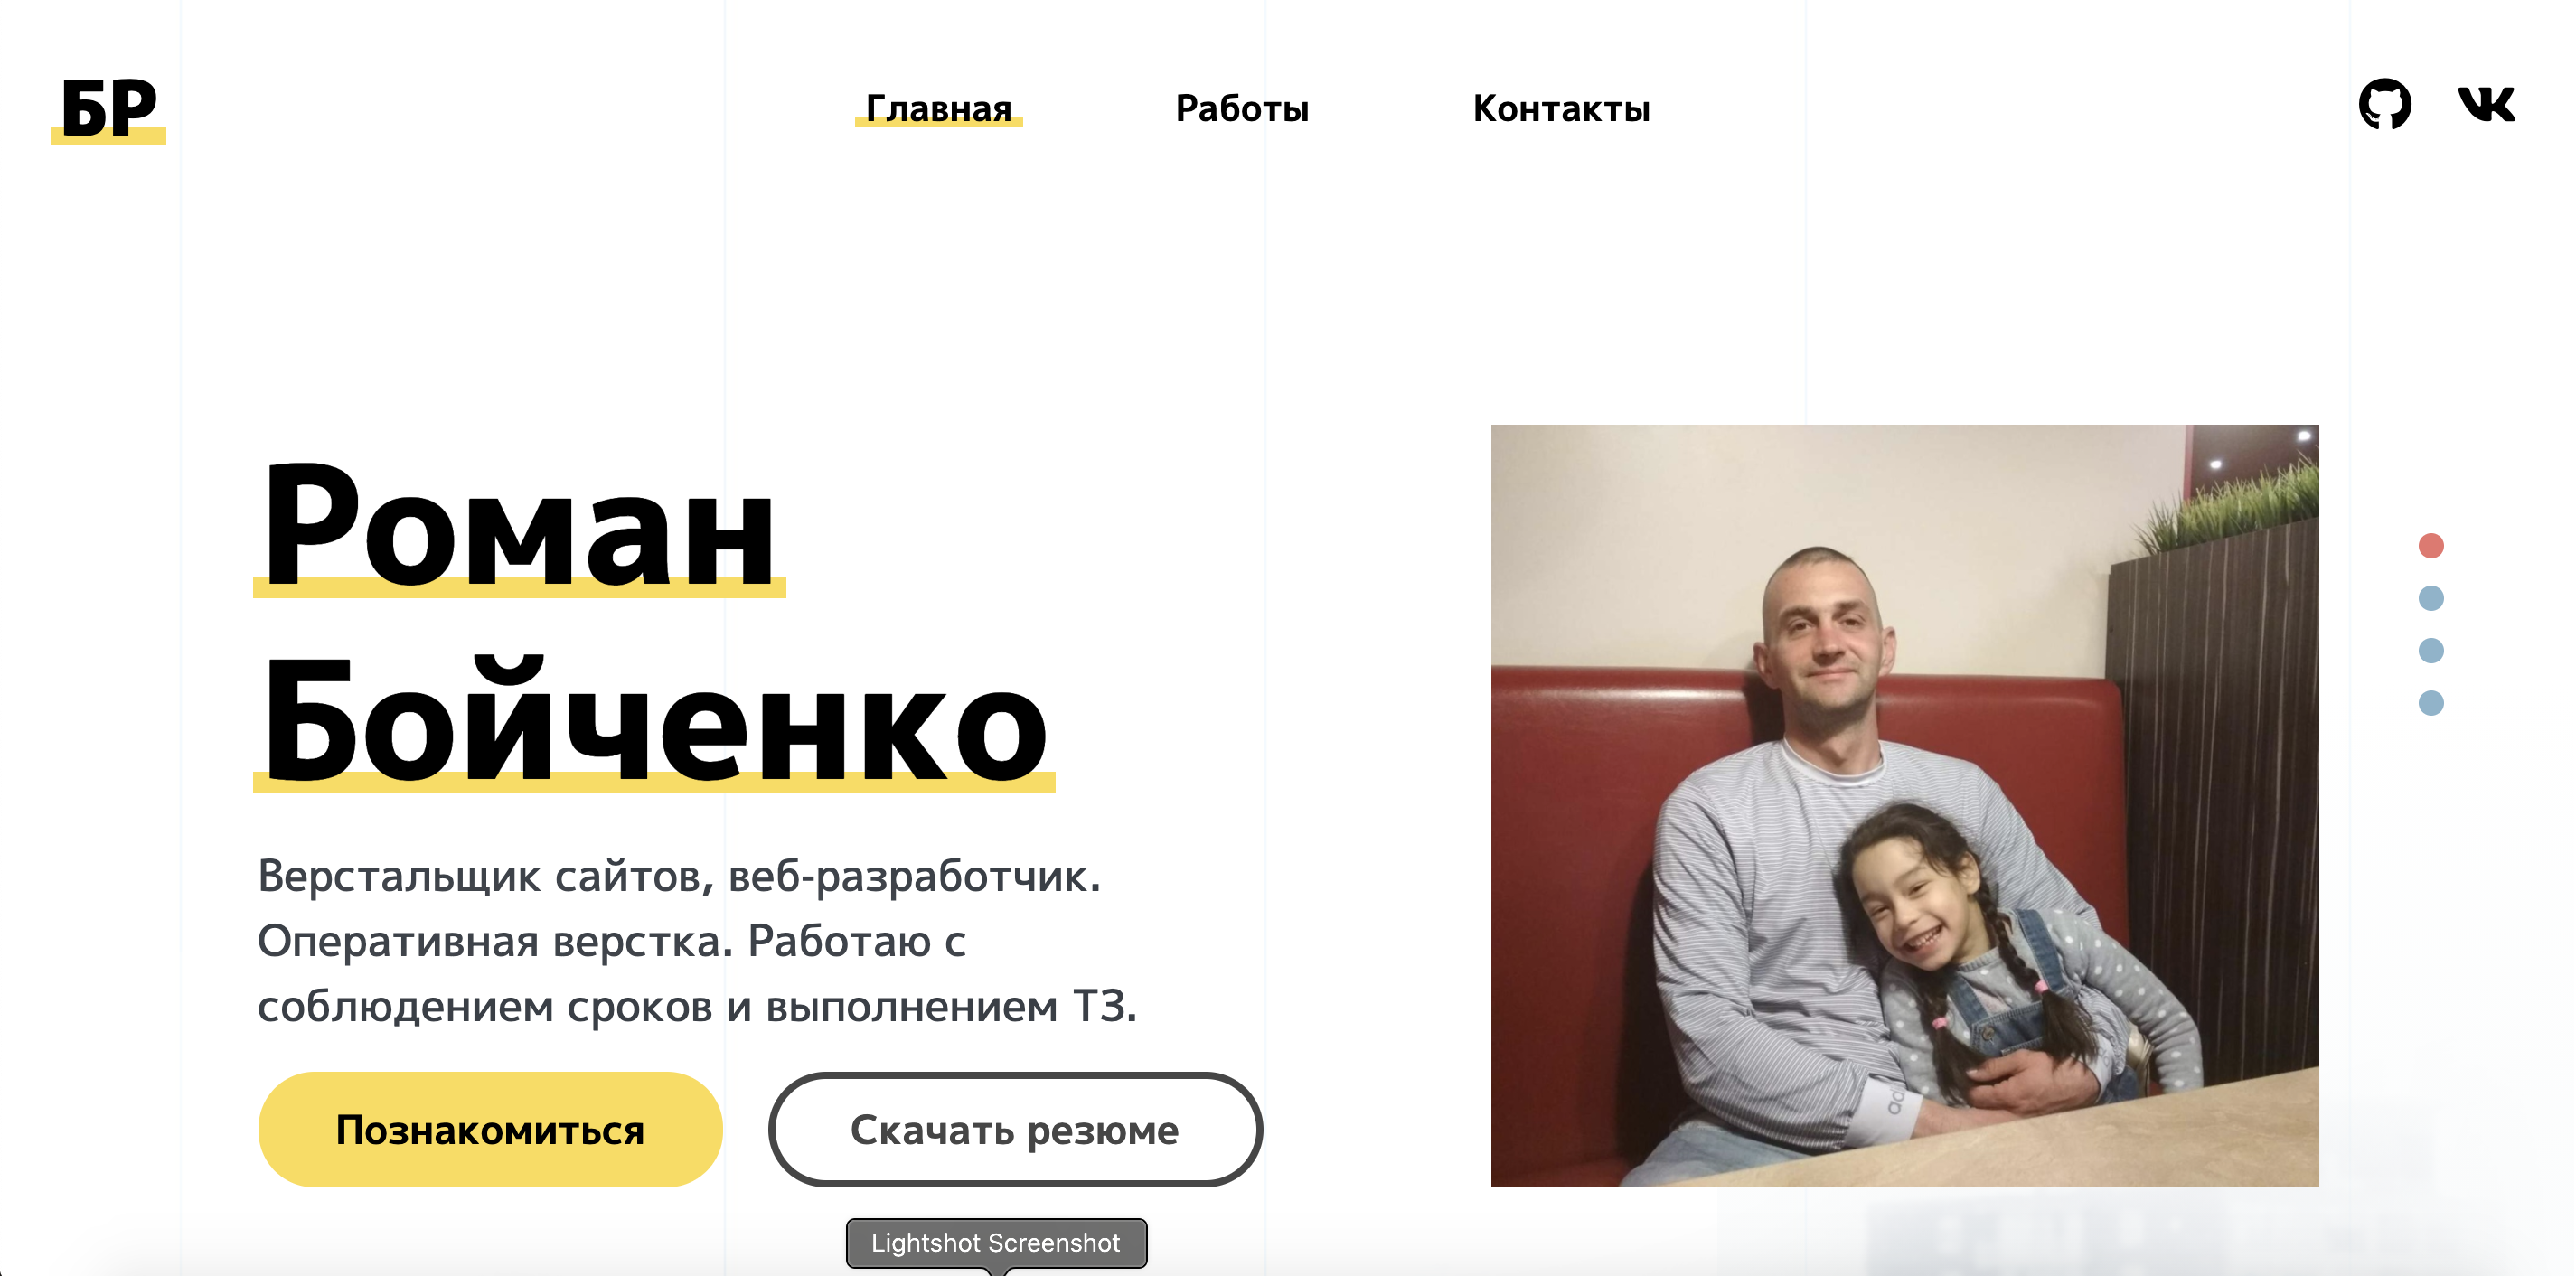 БР
Главная
Работы
Контакты
Роман
Бойченко
Верстальщик сайтов, веб-разработчик.
Оперативная верстка. Работаю с
соблюдением сроков и выполнением ТЗ.
Познакомиться
Скачать резюме
Lightshot Screenshot